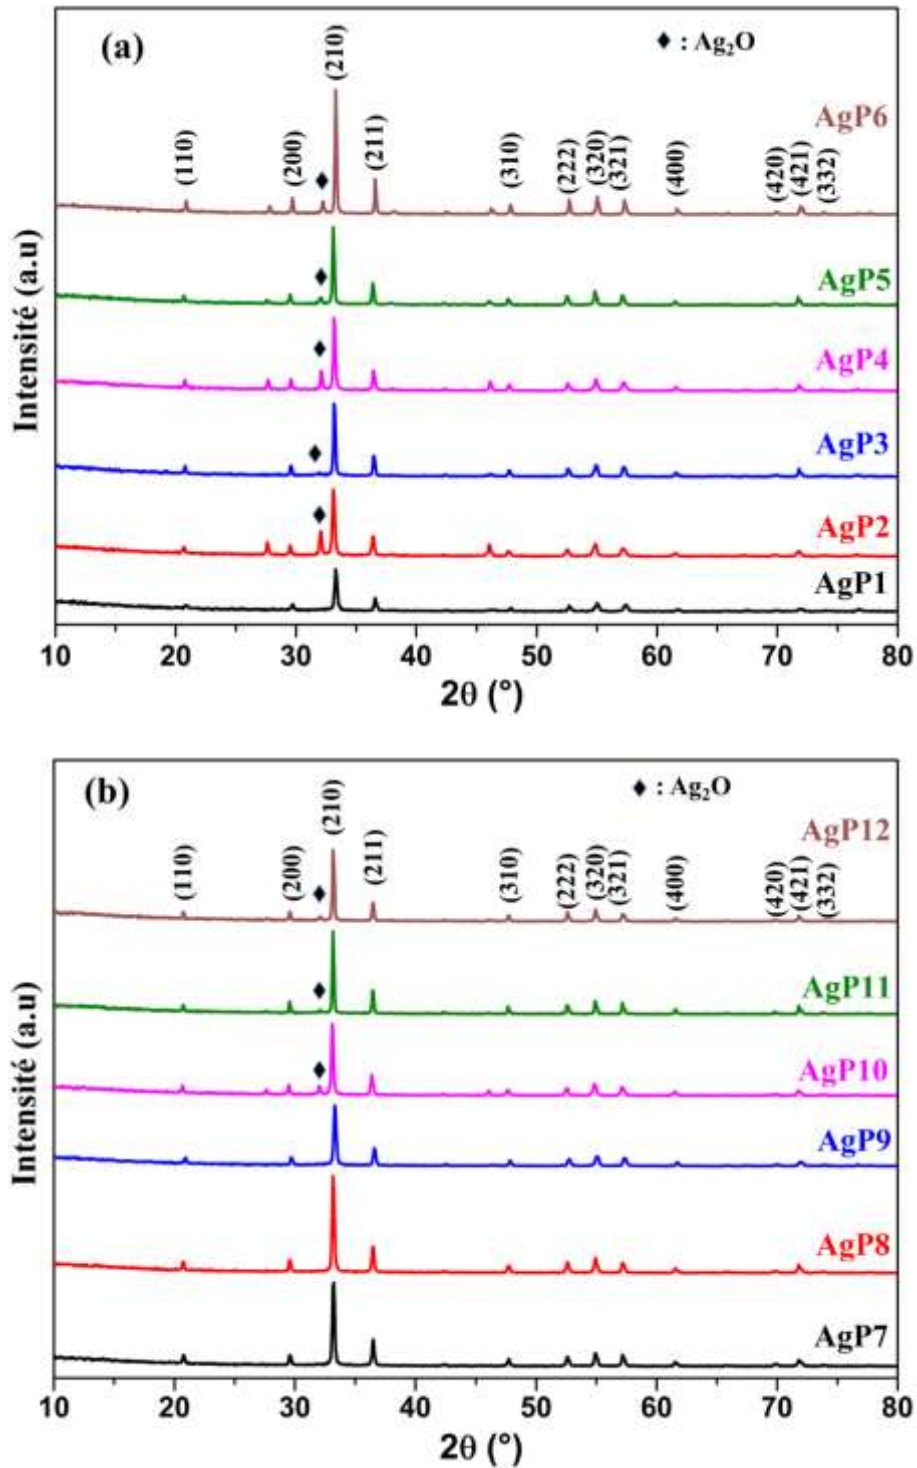 (a)
♦ : Ag₂O
(110)
(200)
(210)
(211)
(310)
(222)
(320)
(321)
(400)
(420)
(421)
(332)
AgP6
AgP5
AgP4
AgP3
AgP2
AgP1
Intensité (a.u)
10 20 30 40 50 60 70 80
2θ (°)
(b)
♦ : Ag₂O
(110)
(200)
(210)
(211)
(310)
(222)
(320)
(321)
(400)
(420)
(421)
(332)
AgP12
AgP11
AgP10
AgP9
AgP8
AgP7
Intensité (a.u)
10 20 30 40 50 60 70 80
2θ (°)